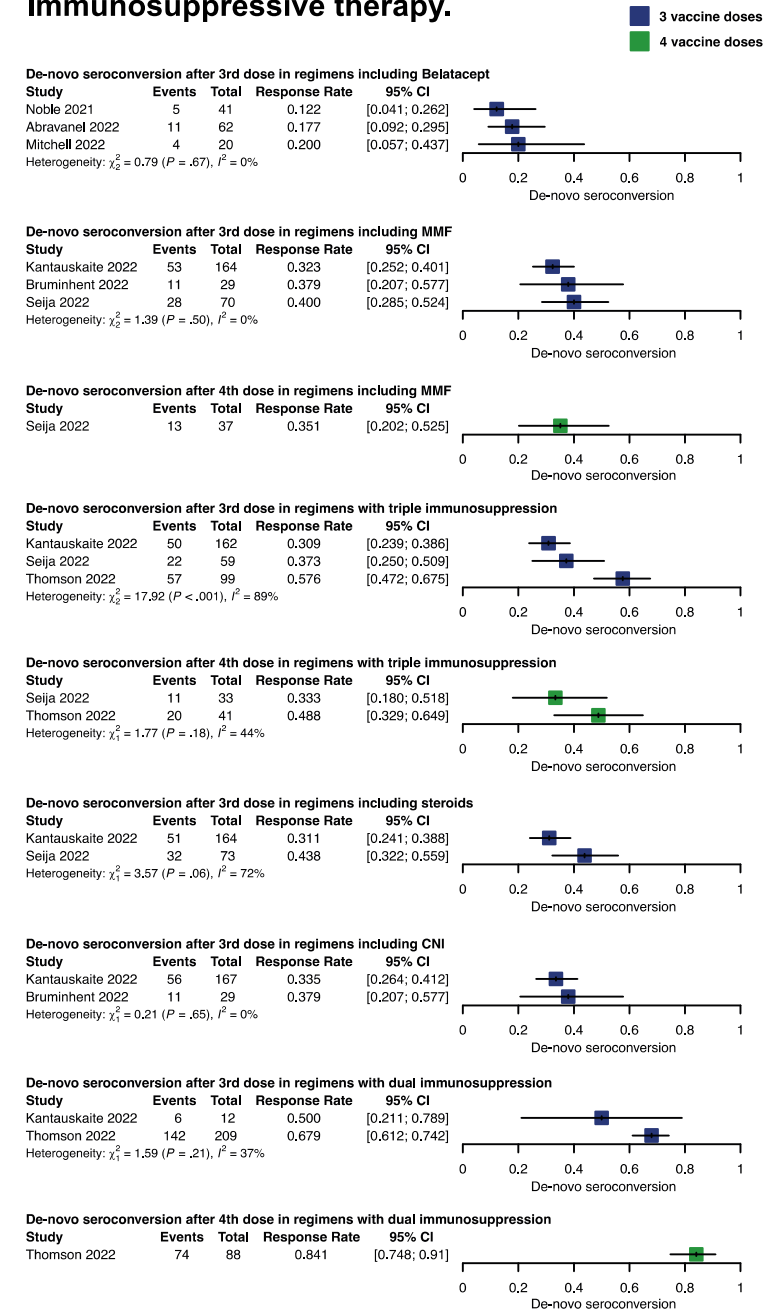 Immunosuppressive therapy.
3 vaccine doses
4 vaccine doses
De-novo seroconversion after 3rd dose in regimens including Belatacept
Study Events Total Response Rate 95% CI
Noble 2021 5 41 0.122 [0.041; 0.262]
Abravanel 2022 11 62 0.177 [0.092; 0.295]
Mitchell 2022 4 20 0.200 [0.057; 0.437]
Heterogeneity: χ²₂ = 0.79 (P = .67), I² = 0%
0 0.2 0.4 0.6 0.8 1
De-novo seroconversion
De-novo seroconversion after 3rd dose in regimens including MMF
Study Events Total Response Rate 95% CI
Kantauskaite 2022 53 164 0.323 [0.252; 0.401]
Bruminhent 2022 11 29 0.379 [0.207; 0.577]
Seija 2022 28 70 0.400 [0.285; 0.524]
Heterogeneity: χ²₂ = 1.39 (P = .50), I² = 0%
0 0.2 0.4 0.6 0.8 1
De-novo seroconversion
De-novo seroconversion after 4th dose in regimens including MMF
Study Events Total Response Rate 95% CI
Seija 2022 13 37 0.351 [0.202; 0.525]
0 0.2 0.4 0.6 0.8 1
De-novo seroconversion
De-novo seroconversion after 3rd dose in regimens with triple immunosuppression
Study Events Total Response Rate 95% CI
Kantauskaite 2022 50 162 0.309 [0.239; 0.386]
Seija 2022 22 59 0.373 [0.250; 0.509]
Thomson 2022 57 99 0.576 [0.472; 0.675]
Heterogeneity: χ²₂ = 17.92 (P < .001), I² = 89%
0 0.2 0.4 0.6 0.8 1
De-novo seroconversion
De-novo seroconversion after 4th dose in regimens with triple immunosuppression
Study Events Total Response Rate 95% CI
Seija 2022 11 33 0.333 [0.180; 0.518]
Thomson 2022 20 41 0.488 [0.329; 0.649]
Heterogeneity: χ²₁ = 1.77 (P = .18), I² = 44%
0 0.2 0.4 0.6 0.8 1
De-novo seroconversion
De-novo seroconversion after 3rd dose in regimens including steroids
Study Events Total Response Rate 95% CI
Kantauskaite 2022 51 164 0.311 [0.241; 0.388]
Seija 2022 32 73 0.438 [0.322; 0.559]
Heterogeneity: χ²₁ = 3.57 (P = .06), I² = 72%
0 0.2 0.4 0.6 0.8 1
De-novo seroconversion
De-novo seroconversion after 3rd dose in regimens including CNI
Study Events Total Response Rate 95% CI
Kantauskaite 2022 56 167 0.335 [0.264; 0.412]
Bruminhent 2022 11 29 0.379 [0.207; 0.577]
Heterogeneity: χ²₁ = 0.21 (P = .65), I² = 0%
0 0.2 0.4 0.6 0.8 1
De-novo seroconversion
De-novo seroconversion after 3rd dose in regimens with dual immunosuppression
Study Events Total Response Rate 95% CI
Kantauskaite 2022 6 12 0.500 [0.211; 0.789]
Thomson 2022 142 209 0.679 [0.612; 0.742]
Heterogeneity: χ²₁ = 1.59 (P = .21), I² = 37%
0 0.2 0.4 0.6 0.8 1
De-novo seroconversion
De-novo seroconversion after 4th dose in regimens with dual immunosuppression
Study Events Total Response Rate 95% CI
Thomson 2022 74 88 0.841 [0.748; 0.91]
0 0.2 0.4 0.6 0.8 1
De-novo seroconversion